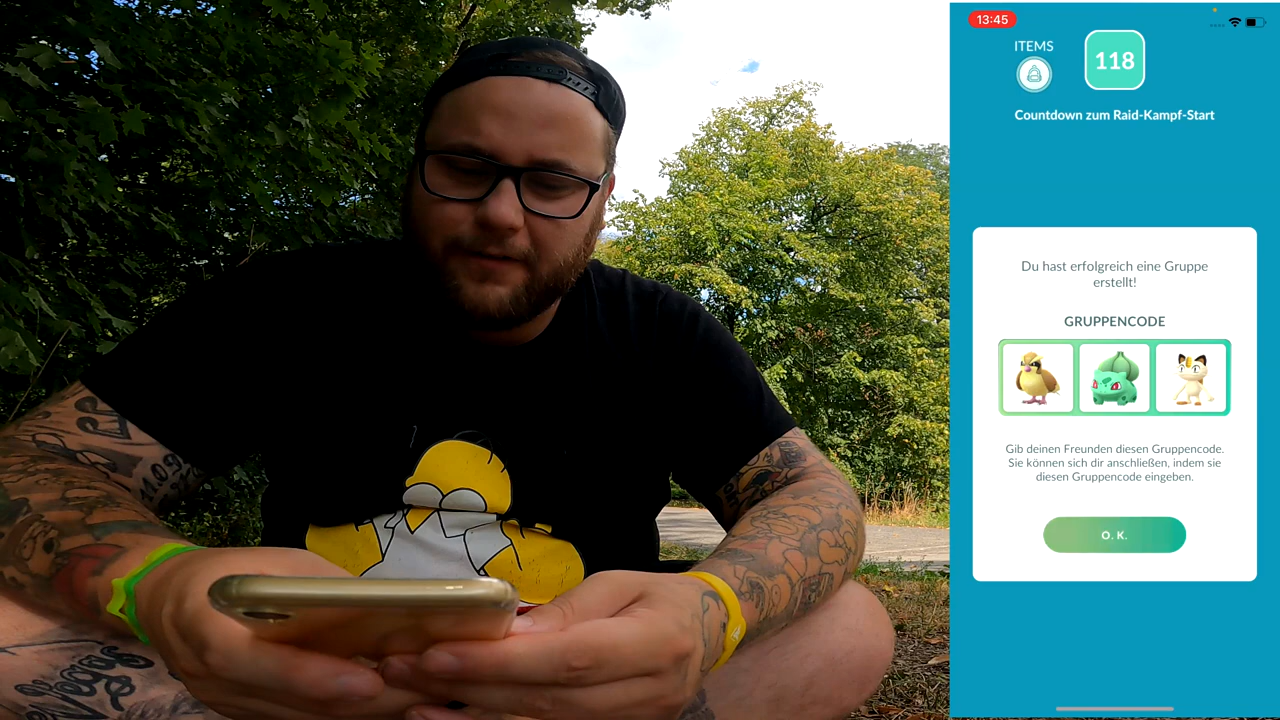 13:45
ITEMS
118
Countdown zum Raid-Kampf-Start
Du hast erfolgreich eine Gruppe
erstellt!
GRUPPENCODE
Gib deinen Freunden diesen Gruppencode.
Sie können sich dir anschließen, indem sie
diesen Gruppencode eingeben.
O. K.
Vegas